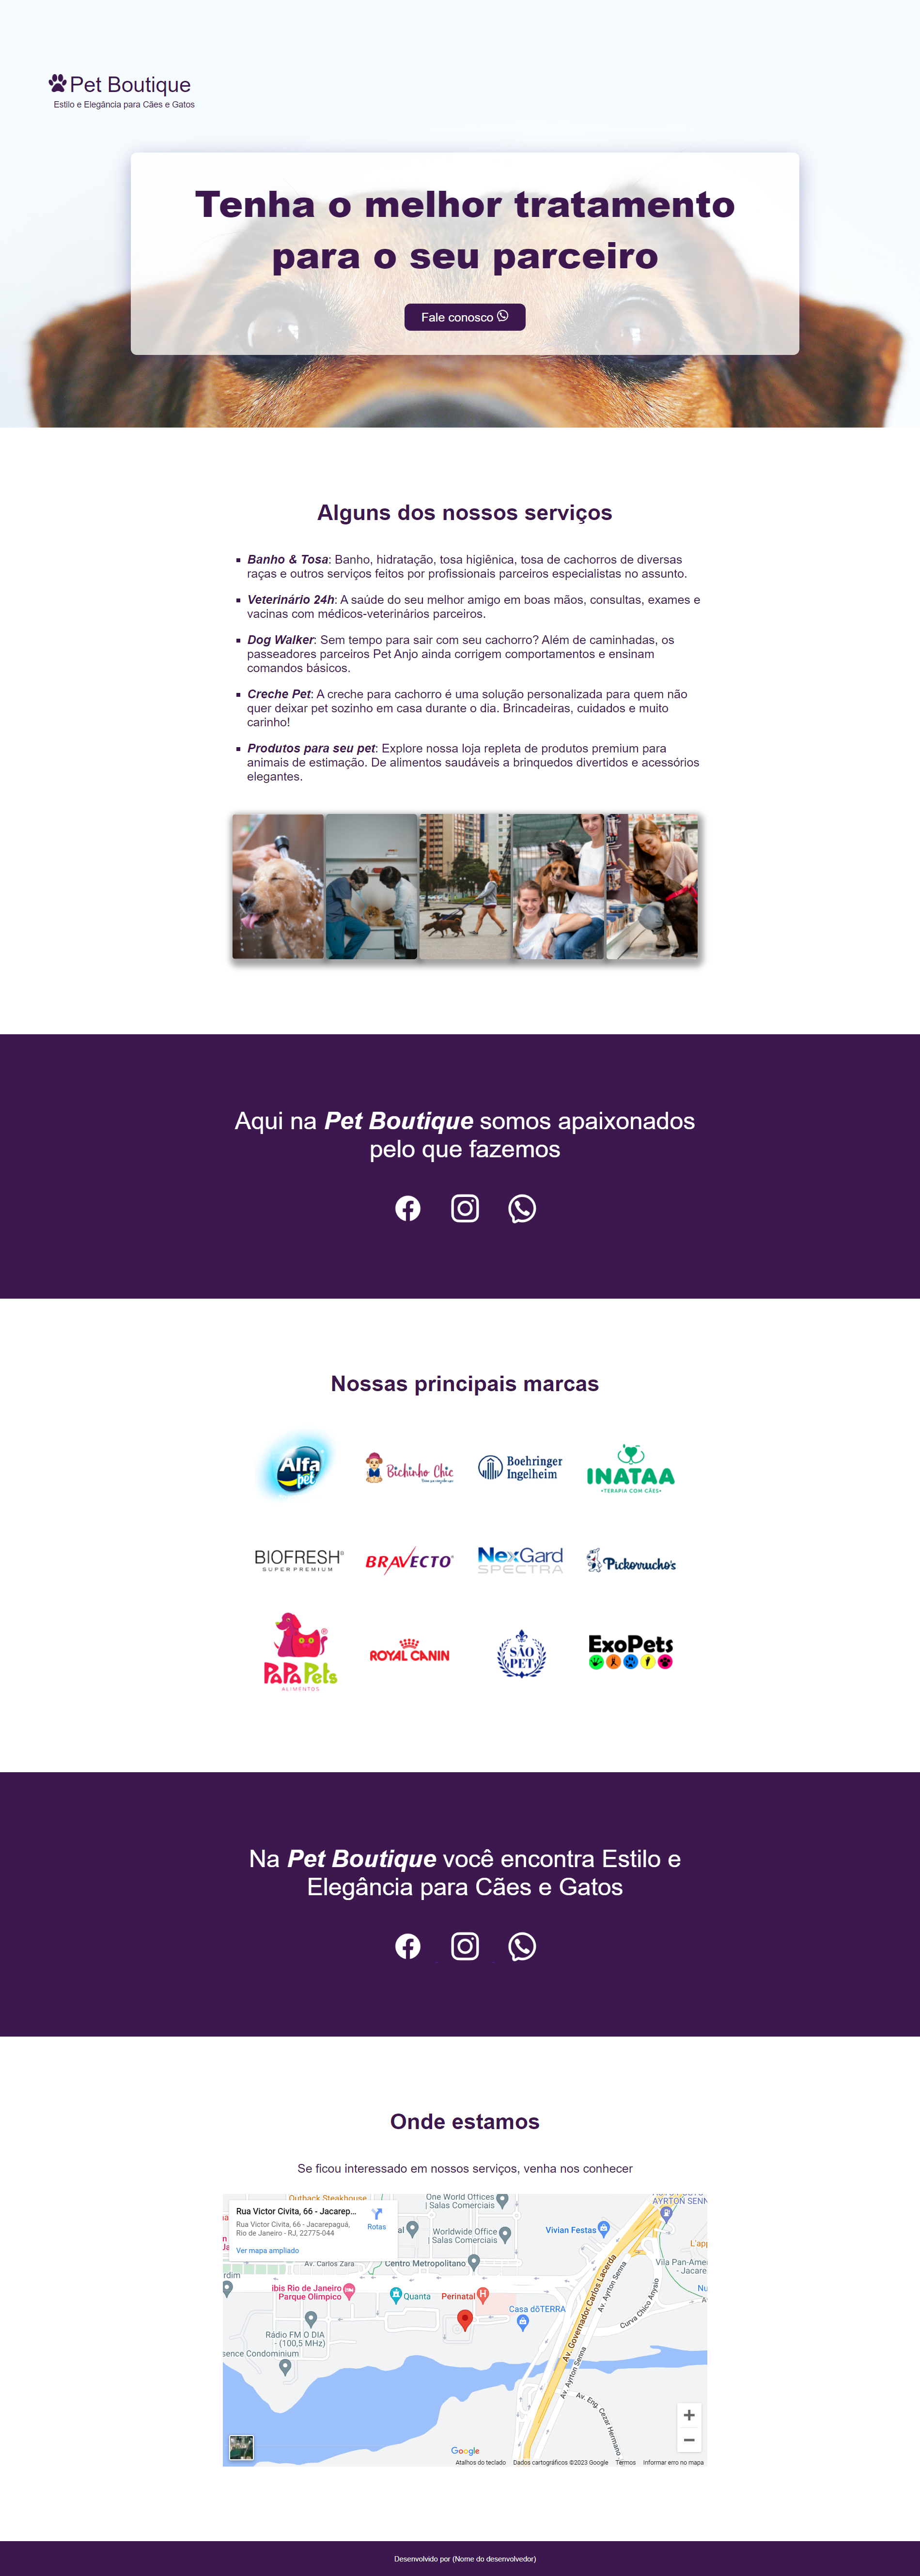 Pet Boutique
Estilo e Elegância para Cães e Gatos
Tenha o melhor tratamento
para o seu parceiro
Fale conosco
Alguns dos nossos serviços
Banho & Tosa: Banho, hidratação, tosa higiênica, tosa de cachorros de diversas
raças e outros serviços feitos por profissionais parceiros especialistas no assunto.
Veterinário 24h: A saúde do seu melhor amigo em boas mãos, consultas, exames e
vacinas com médicos-veterinários parceiros.
Dog Walker: Sem tempo para sair com seu cachorro? Além de caminhadas, os
passeadores parceiros Pet Anjo ainda corrigem comportamentos e ensinam
comandos básicos.
Creche Pet: A creche para cachorro é uma solução personalizada para quem não
quer deixar pet sozinho em casa durante o dia. Brincadeiras, cuidados e muito
carinho!
Produtos para seu pet: Explore nossa loja repleta de produtos premium para
animais de estimação. De alimentos saudáveis a brinquedos divertidos e acessórios
elegantes.
Aqui na Pet Boutique somos apaixonados
pelo que fazemos
Nossas principais marcas
Alfa
pet
Bichinho Chic
Boehringer
Ingelheim
INATAA
•TERAPIA COM CÃES•
BIOFRESH®
SUPER PREMIUM
BRAVECTO
NexGard
SPECTRA
Pickorrucho's
PaPaPets
ALIMENTOS
ROYAL CANIN
SÃO
PET
ExoPets
Na Pet Boutique você encontra Estilo e
Elegância para Cães e Gatos
Onde estamos
Se ficou interessado em nossos serviços, venha nos conhecer
Outback Steakhouse
One World Offices
| Salas Comerciais
AYRTON SENN
Rua Victor Civita, 66 - Jacarep...
Rua Victor Civita, 66 - Jacarepaguá,
Rio de Janeiro - RJ, 22775-044
Rotas
Ver mapa ampliado
Worldwide Office
| Salas Comerciais
Vivian Festas
L'app
Av. Carlos Zara
Centro Metropolitano
Vila Pan-Amer
- Jacare
rdim
ibis Rio de Janeiro
Parque Olimpico
Quanta
Perinatal
Nu
Casa dōTERRA
Av. Governador Carlos Lacerda
Av. Ayrton Senna
Curva Chico Anysio
Rádio FM O DIA
- (100,5 MHz)
sence Condominium
Av. Ayrton Senna
Av. Eng. Cezar Hermano
Google
Atalhos do teclado
Dados cartográficos ©2023 Google
Termos
Informar erro no mapa
Desenvolvido por (Nome do desenvolvedor)